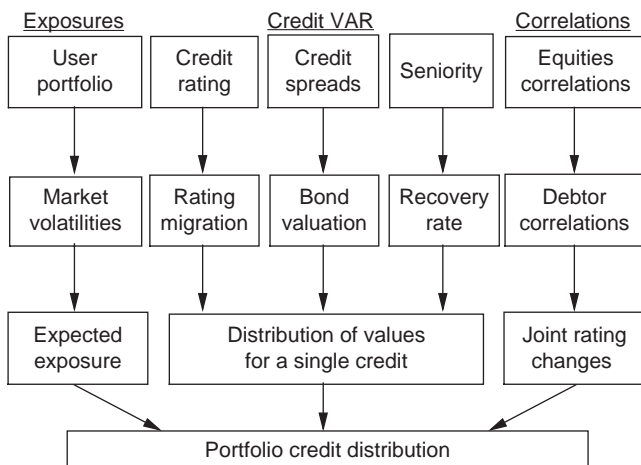 Exposures
Credit VAR
Correlations
User
portfolio
Credit
rating
Credit
spreads
Seniority
Equities
correlations
Market
volatilities
Rating
migration
Bond
valuation
Recovery
rate
Debtor
correlations
Expected
exposure
Distribution of values
for a single credit
Joint rating
changes
Portfolio credit distribution